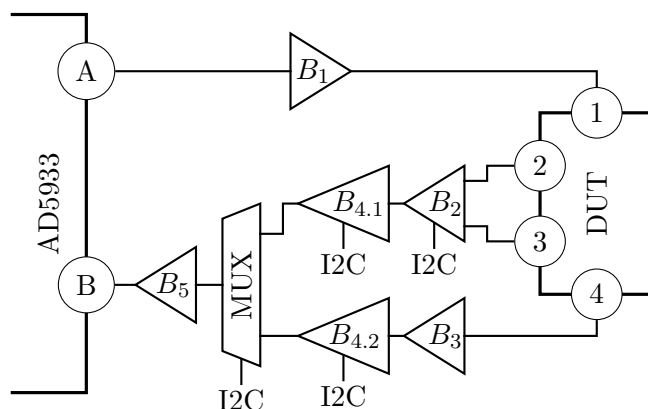 A
B₁
1
2
AD5933
B₄.₁
B₂
DUT
3
I2C
I2C
B
B₅
MUX
4
B₄.₂
B₃
I2C
I2C